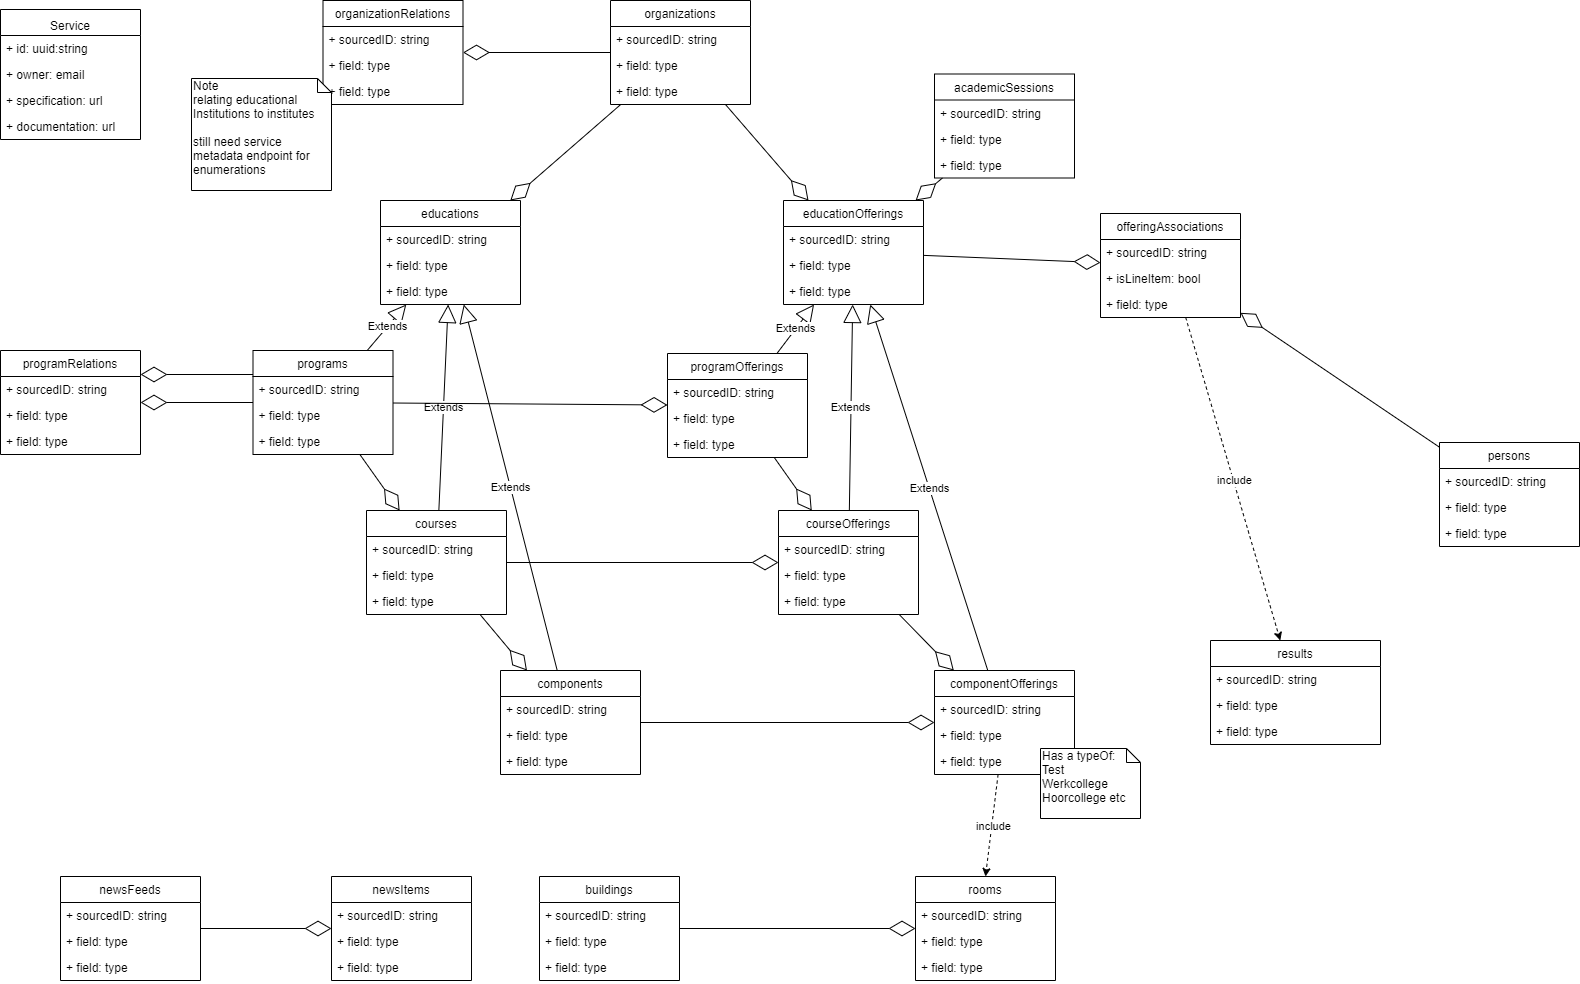 Service
+ id: uuid:string
+ owner: email
+ specification: url
+ documentation: url
organizationRelations
+ sourcedID: string
+ field: type
+ field: type
Note
relating educational
Institutions to institutes
still need service
metadata endpoint for
enumerations
organizations
+ sourcedID: string
+ field: type
+ field: type
academicSessions
+ sourcedID: string
+ field: type
+ field: type
educations
+ sourcedID: string
+ field: type
+ field: type
educationOfferings
+ sourcedID: string
+ field: type
+ field: type
offeringAssociations
+ sourcedID: string
+ isLineItem: bool
+ field: type
Extends
Extends
programRelations
+ sourcedID: string
+ field: type
+ field: type
programs
+ sourcedID: string
+ field: type
+ field: type
programOfferings
+ sourcedID: string
+ field: type
+ field: type
Extends
Extends
persons
+ sourcedID: string
+ field: type
+ field: type
Extends
Extends
include
courses
+ sourcedID: string
+ field: type
+ field: type
courseOfferings
+ sourcedID: string
+ field: type
+ field: type
results
+ sourcedID: string
+ field: type
+ field: type
components
+ sourcedID: string
+ field: type
+ field: type
componentOfferings
+ sourcedID: string
+ field: type
+ field: type
Has a typeOf:
Test
Werkcollege
Hoorcollege etc
include
newsFeeds
+ sourcedID: string
+ field: type
+ field: type
newsItems
+ sourcedID: string
+ field: type
+ field: type
buildings
+ sourcedID: string
+ field: type
+ field: type
rooms
+ sourcedID: string
+ field: type
+ field: type